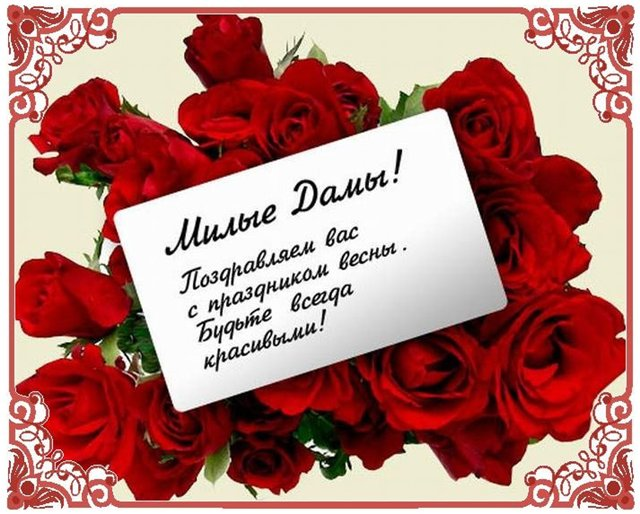 Милые Дамы!
Поздравляем вас
с праздником весны.
Будьте всегда
красивыми!